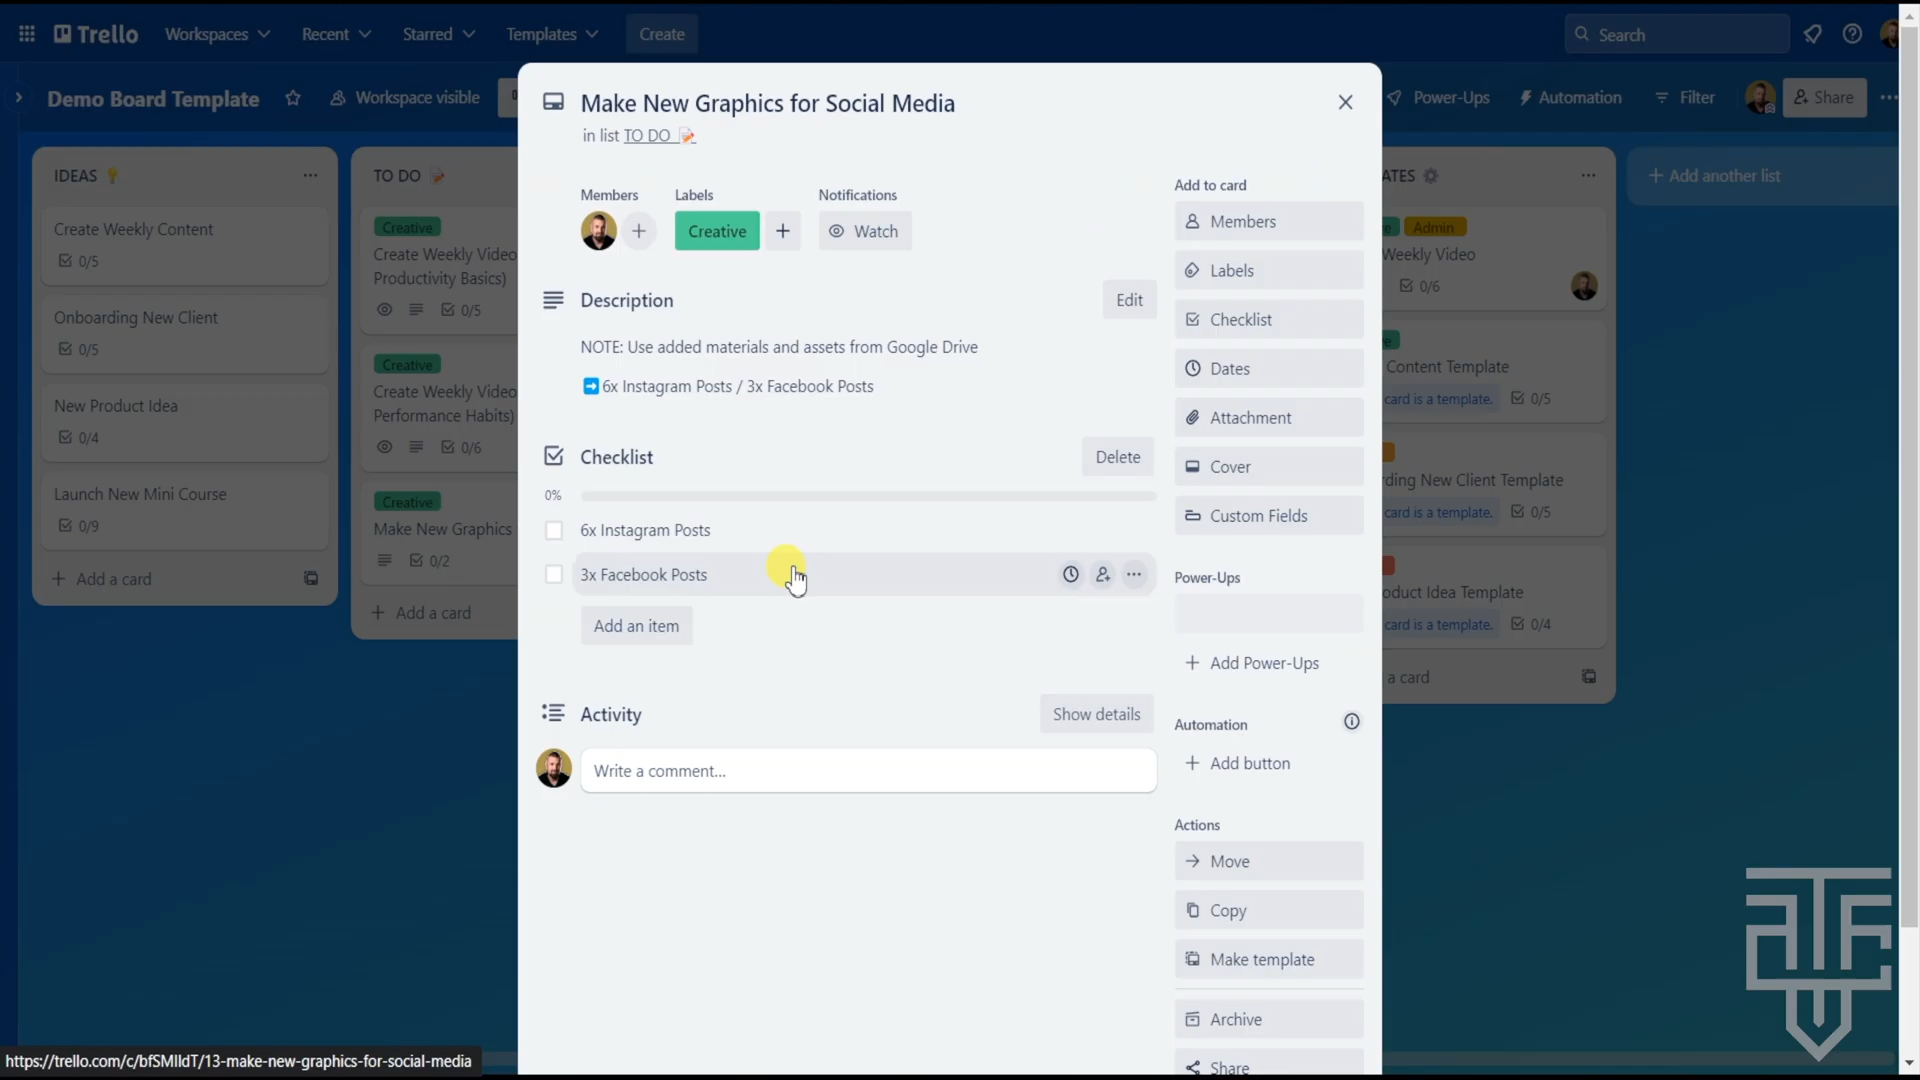 Trello
Workspaces
Recent
Starred
Templates
Create
Search
Demo Board Template
Workspace visible
Power-Ups
Automation
Filter
Share
IDEAS 💡
Create Weekly Content
0/5
Onboarding New Client
0/5
New Product Idea
0/4
Launch New Mini Course
0/9
+ Add a card
TO DO 📝
Creative
Create Weekly Video
Productivity Basics)
0/5
Creative
Create Weekly Video
Performance Habits)
0/6
Creative
Make New Graphics
0/2
+ Add a card
Make New Graphics for Social Media
in list TO DO 📝
Members
Labels
Notifications
+
Creative
+
Watch
Description
Edit
NOTE: Use added materials and assets from Google Drive
➡️6x Instagram Posts / 3x Facebook Posts
Checklist
Delete
0%
6x Instagram Posts
3x Facebook Posts
Add an item
Activity
Show details
Write a comment...
Add to card
Members
Labels
Checklist
Dates
Attachment
Cover
Custom Fields
Power-Ups
+ Add Power-Ups
Automation
+ Add button
Actions
Move
Copy
Make template
Archive
Share
ATES ⚙️
e
Admin
Weekly Video
0/6
e
Content Template
card is a template.
0/5
ding New Client Template
card is a template.
0/5
oduct Idea Template
card is a template.
0/4
a card
+ Add another list
https://trello.com/c/bfSMlldT/13-make-new-graphics-for-social-media